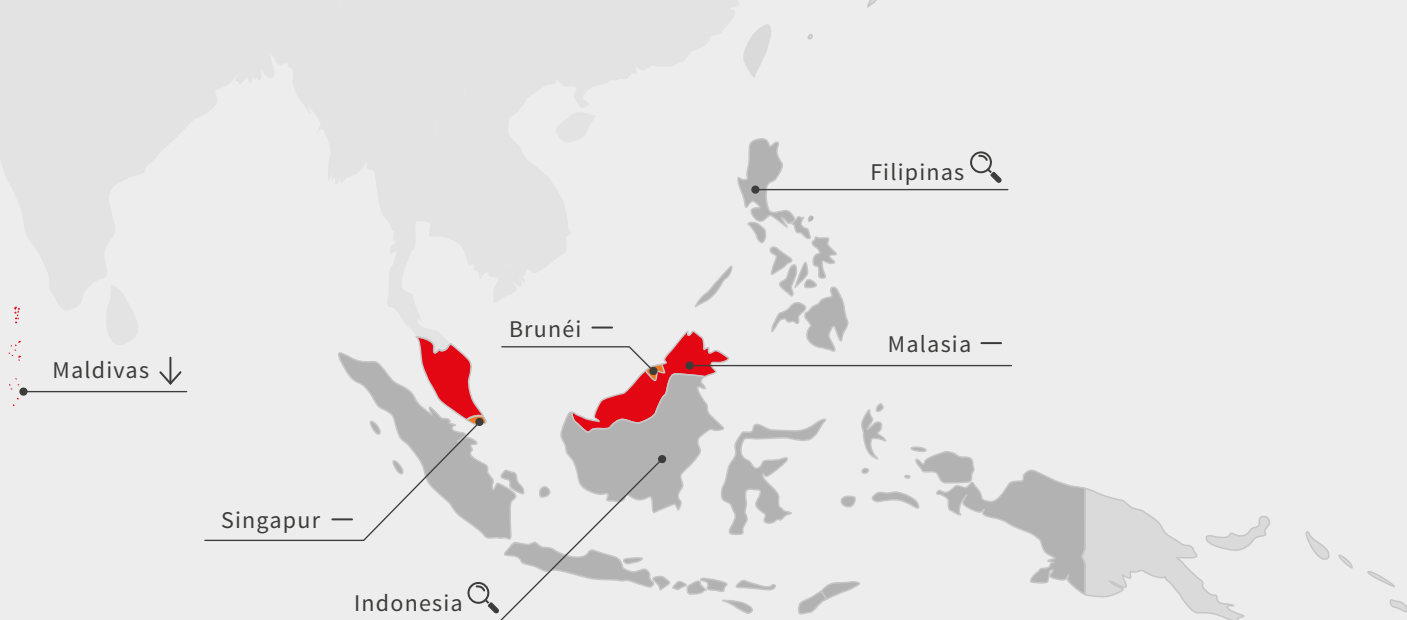 Filipinas
Brunéi
Malasia
Maldivas
Singapur
Indonesia